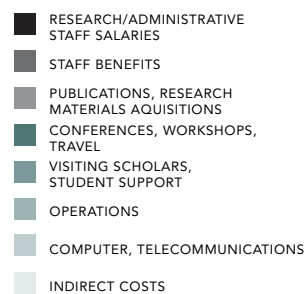 RESEARCH/ADMINISTRATIVE
STAFF SALARIES
STAFF BENEFITS
PUBLICATIONS, RESEARCH
MATERIALS AQUISITIONS
CONFERENCES, WORKSHOPS,
TRAVEL
VISITING SCHOLARS,
STUDENT SUPPORT
OPERATIONS
COMPUTER, TELECOMMUNICATIONS
INDIRECT COSTS